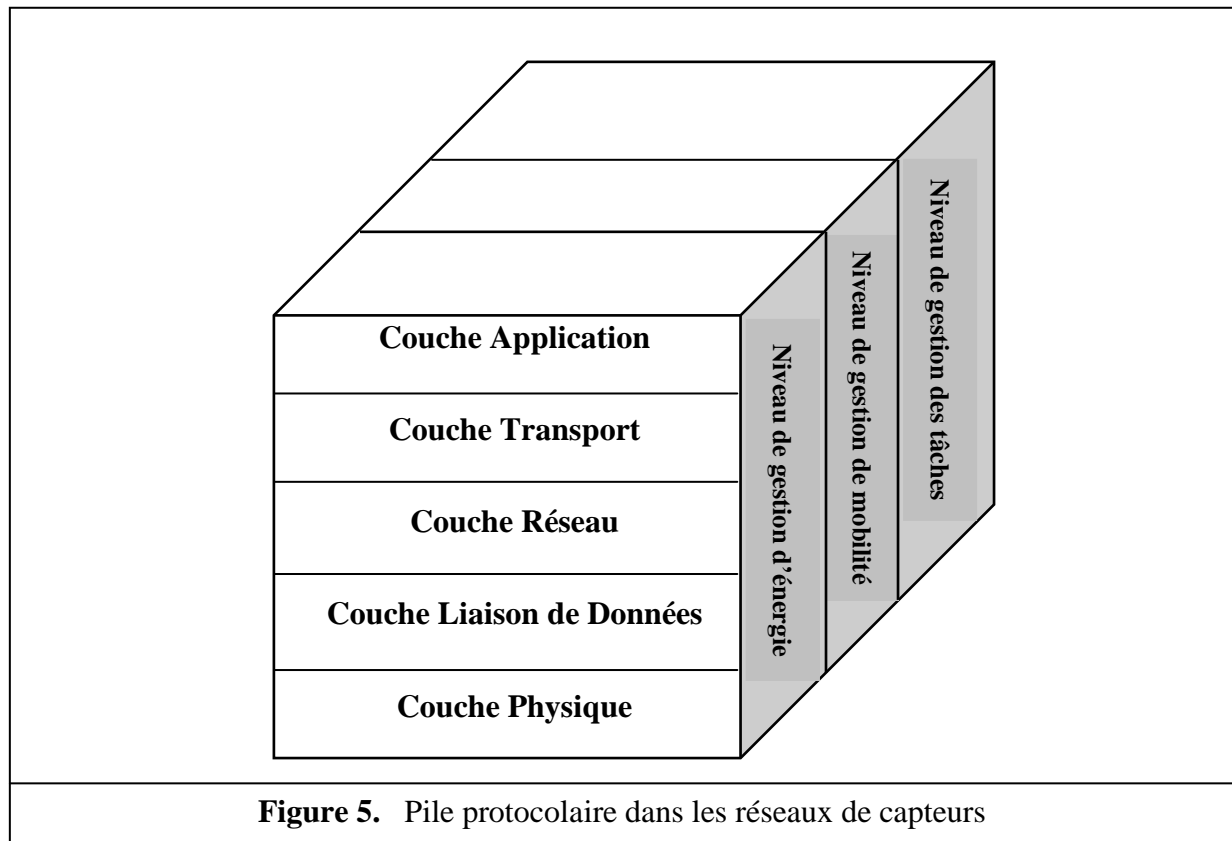 Couche Application
Couche Transport
Couche Réseau
Couche Liaison de Données
Couche Physique
Niveau de gestion d'énergie
Niveau de gestion de mobilité
Niveau de gestion des tâches
Figure 5. Pile protocolaire dans les réseaux de capteurs